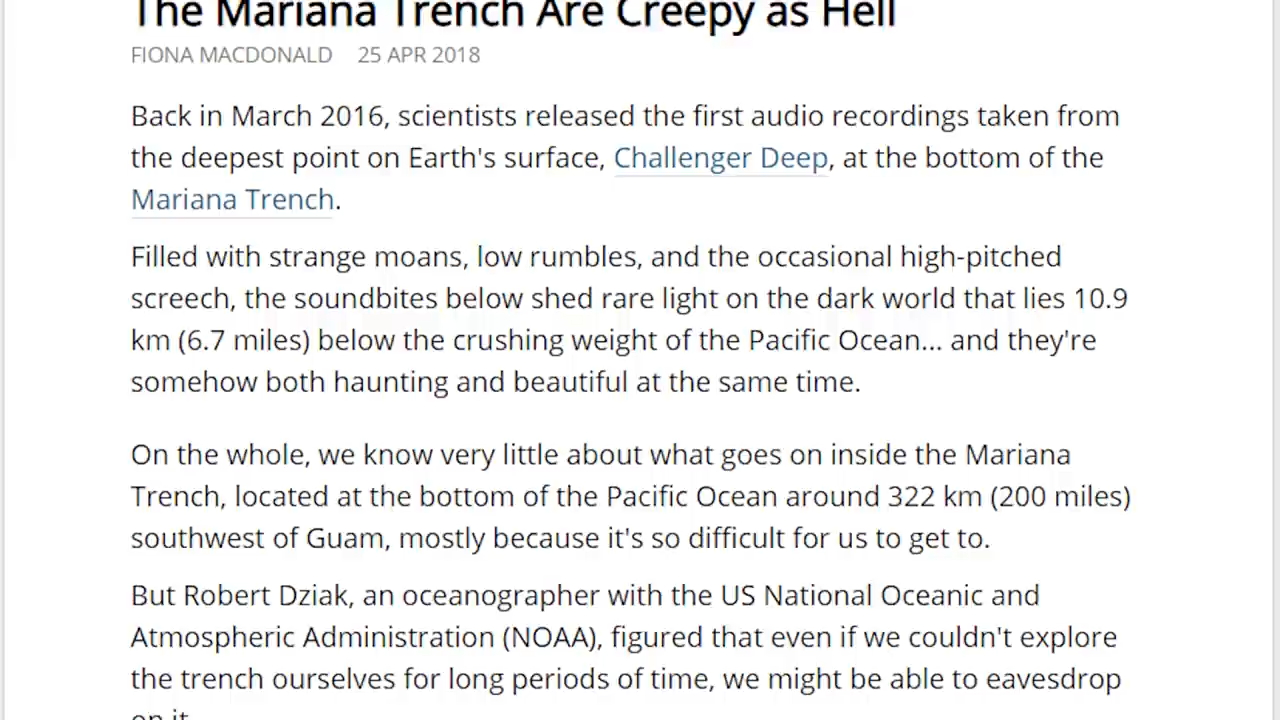 The Mariana Trench Are Creepy as Hell
FIONA MACDONALD 25 APR 2018
Back in March 2016, scientists released the first audio recordings taken from
the deepest point on Earth's surface, Challenger Deep, at the bottom of the
Mariana Trench.
Filled with strange moans, low rumbles, and the occasional high-pitched
screech, the soundbites below shed rare light on the dark world that lies 10.9
km (6.7 miles) below the crushing weight of the Pacific Ocean... and they're
somehow both haunting and beautiful at the same time.
On the whole, we know very little about what goes on inside the Mariana
Trench, located at the bottom of the Pacific Ocean around 322 km (200 miles)
southwest of Guam, mostly because it's so difficult for us to get to.
But Robert Dziak, an oceanographer with the US National Oceanic and
Atmospheric Administration (NOAA), figured that even if we couldn't explore
the trench ourselves for long periods of time, we might be able to eavesdrop
on it